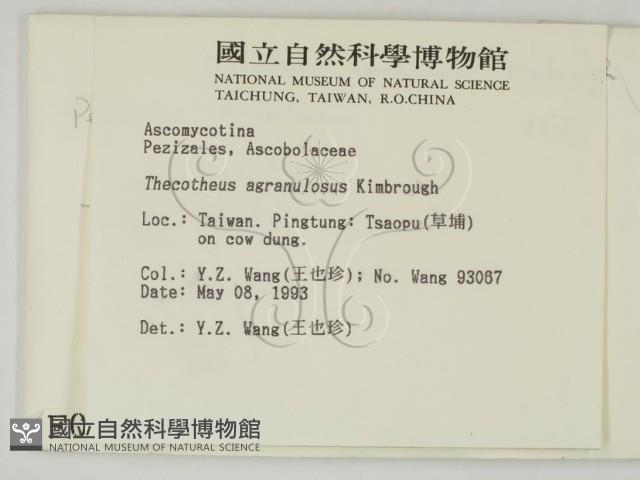 國立自然科學博物館
NATIONAL MUSEUM OF NATURAL SCIENCE
TAICHUNG, TAIWAN, R.O.CHINA
Ascomycotina
Pezizales, Ascobolaceae
Thecotheus agranulosus Kimbrough
Loc.: Taiwan. Pingtung: Tsaopu(草埔)
on cow dung.
Col.: Y.Z. Wang(王也珍); No. Wang 93067
Date: May 08, 1993
Det.: Y.Z. Wang(王也珍)
國立自然科學博物館
NATIONAL MUSEUM OF NATURAL SCIENCE